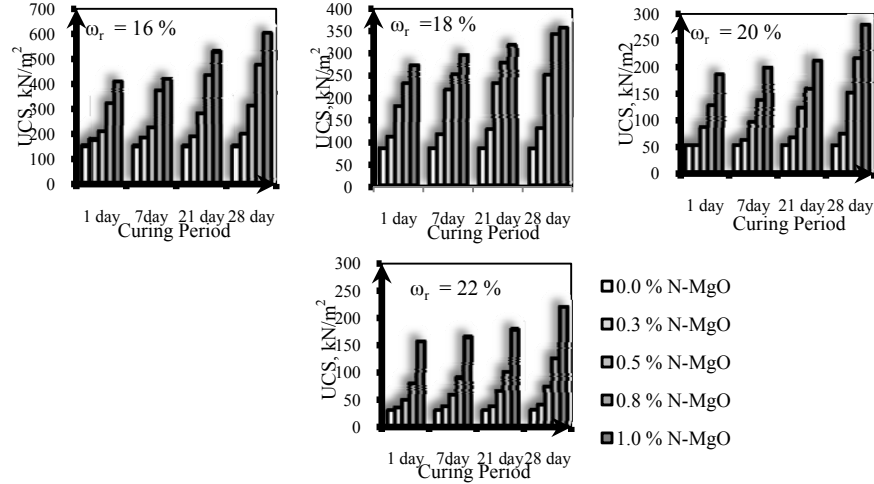 ω_r = 16 %
UCS, kN/m²
700
600
500
400
300
200
100
0
1 day 7day 21 day 28 day
Curing Period
ω_r = 18 %
UCS, kN/m²
400
350
300
250
200
150
100
50
0
1 day 7day 21 day 28 day
Curing Period
ω_r = 20 %
UCS, kN/m2
300
250
200
150
100
50
0
1 day 7day 21 day 28 day
Curing Period
ω_r = 22 %
UCS, kN/m²
300
250
200
150
100
50
0
1 day 7day 21 day 28 day
Curing Period
0.0 % N-MgO
0.3 % N-MgO
0.5 % N-MgO
0.8 % N-MgO
1.0 % N-MgO